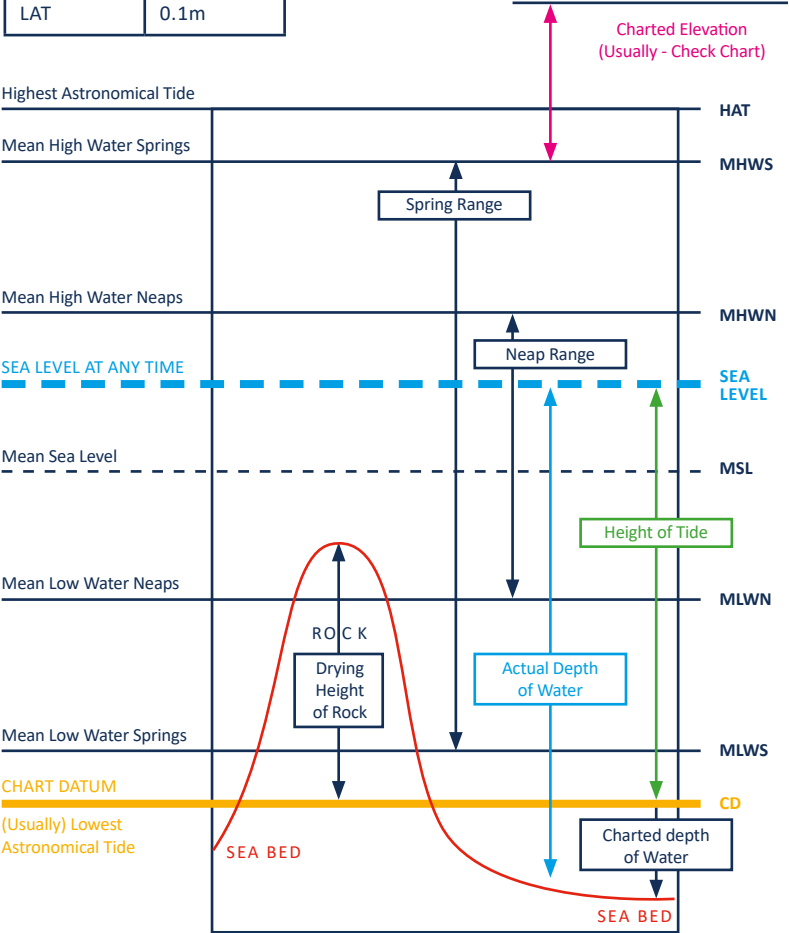 LAT 0.1m
Charted Elevation
(Usually - Check Chart)
Highest Astronomical Tide
HAT
Mean High Water Springs
MHWS
Spring Range
Mean High Water Neaps
MHWN
Neap Range
SEA LEVEL AT ANY TIME
SEA
LEVEL
Mean Sea Level
MSL
Height of Tide
Mean Low Water Neaps
MLWN
ROCK
Drying
Height
of Rock
Actual Depth
of Water
Mean Low Water Springs
MLWS
CHART DATUM
CD
(Usually) Lowest
Astronomical Tide
Charted depth
of Water
SEA BED
SEA BED